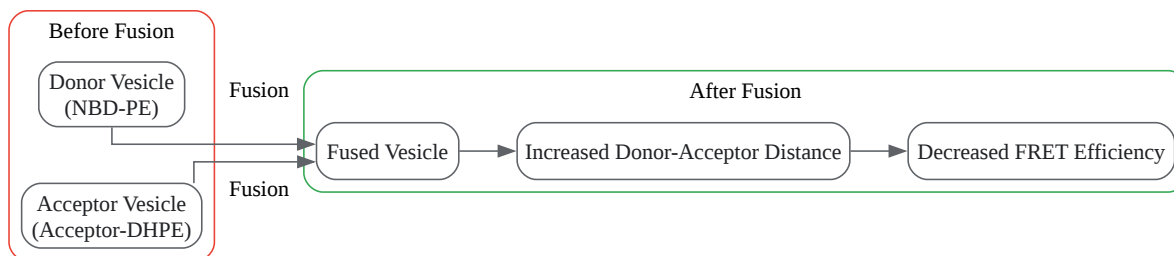 Before Fusion
Donor Vesicle
(NBD-PE)
Acceptor Vesicle
(Acceptor-DHPE)
Fusion
Fusion
After Fusion
Fused Vesicle
Increased Donor-Acceptor Distance
Decreased FRET Efficiency